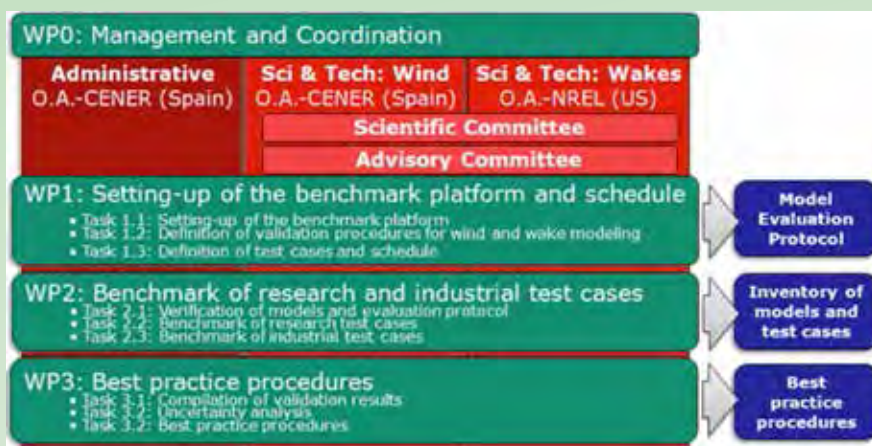 WP0: Management and Coordination
Administrative
O.A.-CENER (Spain)
Sci & Tech: Wind
O.A.-CENER (Spain)
Sci & Tech: Wakes
O.A.-NREL (US)
Scientific Committee
Advisory Committee
WP1: Setting-up of the benchmark platform and schedule
• Task 1.1: Setting-up of the benchmark platform
• Task 1.2: Definition of validation procedures for wind and wake modeling
• Task 1.3: Definition of test cases and schedule
Model
Evaluation
Protocol
WP2: Benchmark of research and industrial test cases
• Task 2.1: Verification of models and evaluation protocol
• Task 2.2: Benchmark of research test cases
• Task 2.3: Benchmark of industrial test cases
Inventory of
models and
test cases
WP3: Best practice procedures
• Task 3.1: Compilation of validation results
• Task 3.2: Uncertainty analysis
• Task 3.2: Best practice procedures
Best
practice
procedures